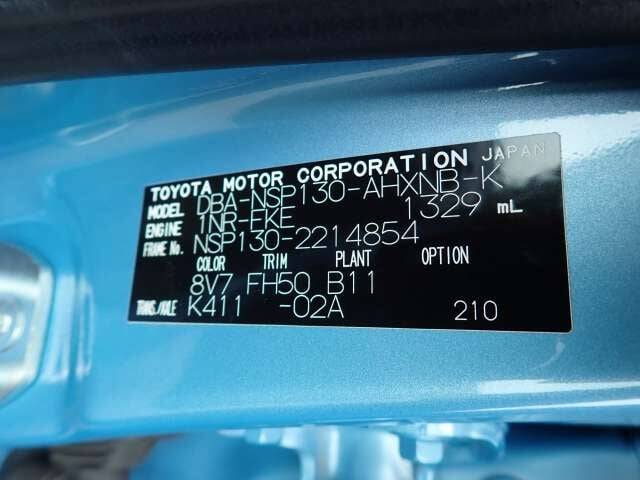 TOYOTA MOTOR CORPORATION JAPAN
MODEL DBA-NSP130-AHXNB-K
ENGINE 1NR-FKE 1329 mL
FRAME No. NSP130-2214854
COLOR TRIM PLANT OPTION
8V7 FH50 B11
TRANS./AXLE K411 -02A 210